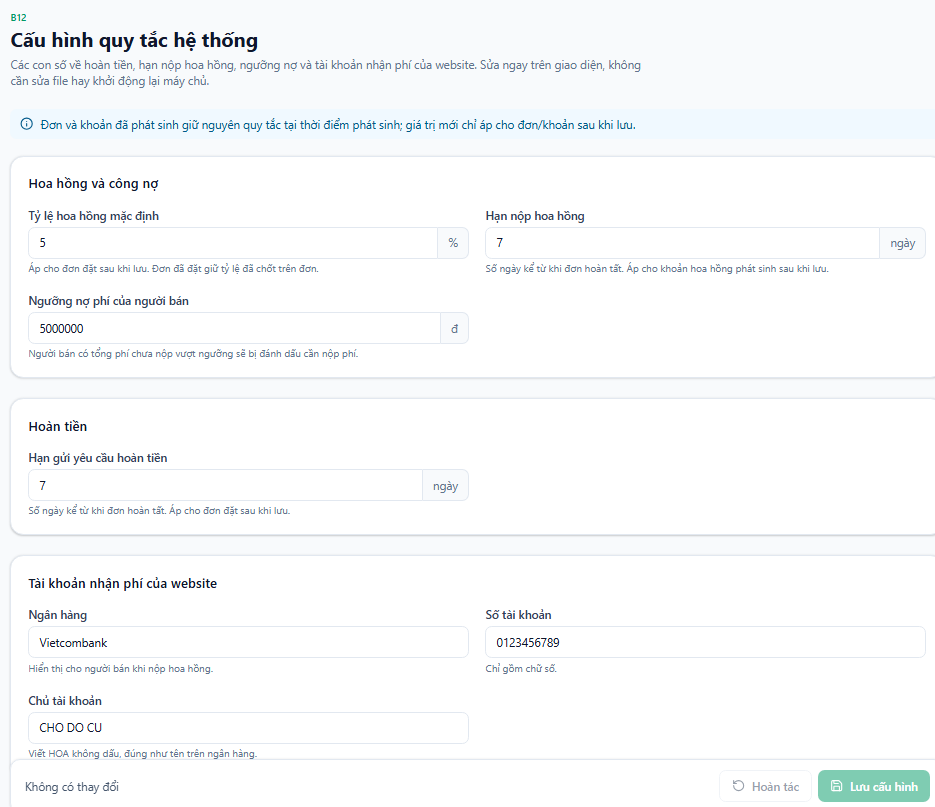 B12
Cấu hình quy tắc hệ thống
Các con số về hoàn tiền, hạn nộp hoa hồng, ngưỡng nợ và tài khoản nhận phí của website. Sửa ngay trên giao diện, không
cần sửa file hay khởi động lại máy chủ.
Đơn và khoản đã phát sinh giữ nguyên quy tắc tại thời điểm phát sinh; giá trị mới chỉ áp cho đơn/khoản sau khi lưu.
Hoa hồng và công nợ
Tỷ lệ hoa hồng mặc định
5 %
Áp cho đơn đặt sau khi lưu. Đơn đã đặt giữ tỷ lệ đã chốt trên đơn.
Hạn nộp hoa hồng
7 ngày
Số ngày kể từ khi đơn hoàn tất. Áp cho khoản hoa hồng phát sinh sau khi lưu.
Ngưỡng nợ phí của người bán
5000000 đ
Người bán có tổng phí chưa nộp vượt ngưỡng sẽ bị đánh dấu cần nộp phí.
Hoàn tiền
Hạn gửi yêu cầu hoàn tiền
7 ngày
Số ngày kể từ khi đơn hoàn tất. Áp cho đơn đặt sau khi lưu.
Tài khoản nhận phí của website
Ngân hàng
Vietcombank
Hiển thị cho người bán khi nộp hoa hồng.
Số tài khoản
0123456789
Chỉ gồm chữ số.
Chủ tài khoản
CHO DO CU
Viết HOA không dấu, đúng như tên trên ngân hàng.
Không có thay đổi
Hoàn tác
Lưu cấu hình